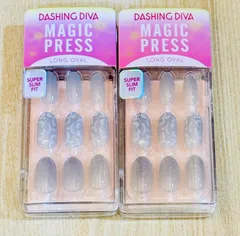 DASHING DIVA
MAGIC
PRESS
LONG OVAL
SUPER
SLIM
FIT
DASHING DIVA
MAGIC
PRESS
LONG OVAL
SUPER
SLIM
FIT